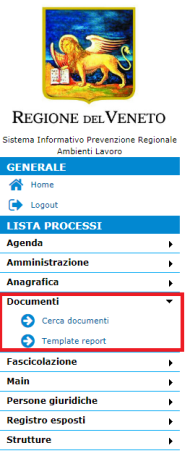 REGIONE DEL VENETO
Sistema Informativo Prevenzione Regionale
Ambienti Lavoro
GENERALE
Home
Logout
LISTA PROCESSI
Agenda
Amministrazione
Anagrafica
Documenti
Cerca documenti
Template report
Fascicolazione
Main
Persone giuridiche
Registro esposti
Strutture